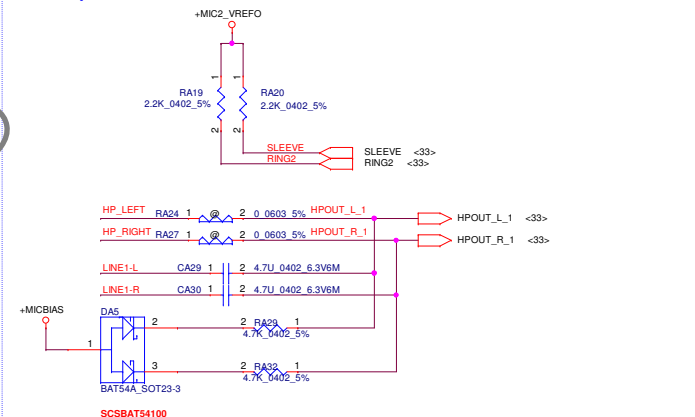 +MIC2_VREFO
1 1
RA19 RA20
2.2K_0402_5% 2.2K_0402_5%
2 2
SLEEVE SLEEVE <33>
RING2 RING2 <33>
HP_LEFT RA24 1 @ 2 0_0603_5% HPOUT_L_1 HPOUT_L_1 <33>
HP_RIGHT RA27 1 @ 2 0_0603_5% HPOUT_R_1 HPOUT_R_1 <33>
LINE1-L CA29 1 2 4.7U_0402_6.3V6M
LINE1-R CA30 1 2 4.7U_0402_6.3V6M
+MICBIAS
DA5
2 2 RA29 1
4.7K_0402_5%
1
3 2 RA32 1
4.7K_0402_5%
BAT54A_SOT23-3
SCSBAT54100